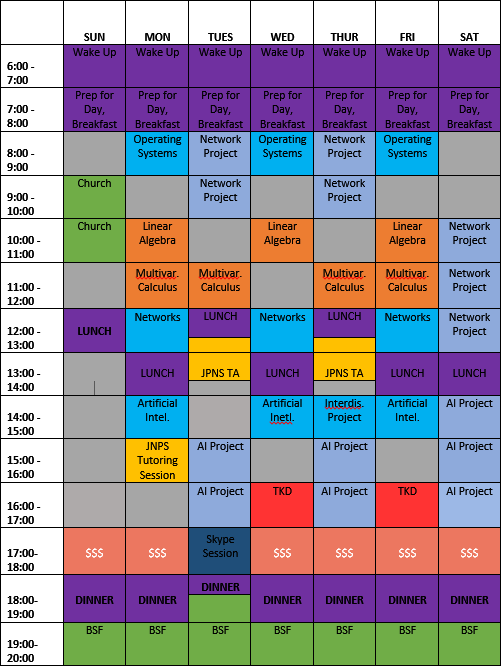 SUN
MON
TUES
WED
THUR
FRI
SAT
6:00 -
7:00
Wake Up
Wake Up
Wake Up
Wake Up
Wake Up
Wake Up
Wake Up
7:00 -
8:00
Prep for
Day,
Breakfast
Prep for
Day,
Breakfast
Prep for
Day,
Breakfast
Prep for
Day,
Breakfast
Prep for
Day,
Breakfast
Prep for
Day,
Breakfast
Prep for
Day,
Breakfast
8:00 -
9:00
Operating
Systems
Network
Project
Operating
Systems
Network
Project
Operating
Systems
9:00 -
10:00
Church
Network
Project
Network
Project
10:00 -
11:00
Church
Linear
Algebra
Linear
Algebra
Linear
Algebra
Network
Project
11:00 -
12:00
Multivar.
Calculus
Multivar.
Calculus
Multivar.
Calculus
Multivar.
Calculus
Network
Project
12:00 -
13:00
LUNCH
Networks
LUNCH
Networks
LUNCH
Networks
Network
Project
13:00 -
14:00
LUNCH
JPNS TA
LUNCH
JPNS TA
LUNCH
LUNCH
14:00 -
15:00
Artificial
Intel.
Artificial
Inetl.
Interdis.
Project
Artificial
Intel.
AI Project
15:00 -
16:00
JNPS
Tutoring
Session
AI Project
AI Project
AI Project
16:00 -
17:00
AI Project
TKD
AI Project
TKD
AI Project
17:00-
18:00
$$$
$$$
Skype
Session
$$$
$$$
$$$
$$$
18:00-
19:00
DINNER
DINNER
DINNER
DINNER
DINNER
DINNER
DINNER
19:00-
20:00
BSF
BSF
BSF
BSF
BSF
BSF
BSF